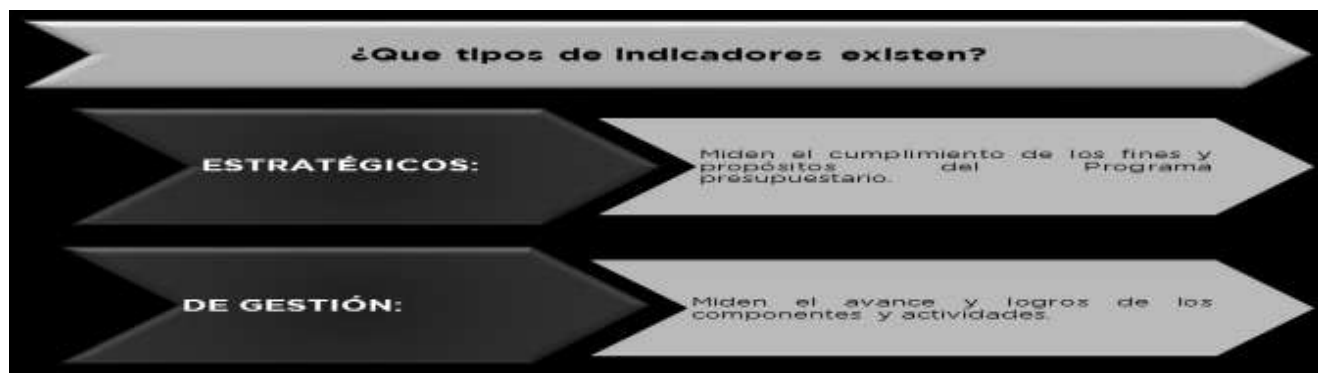 ¿Que tipos de indicadores existen?
ESTRATÉGICOS:
Miden el cumplimiento de los fines y
propósitos del Programa
presupuestario.
DE GESTIÓN:
Miden el avance y logros de los
componentes y actividades.